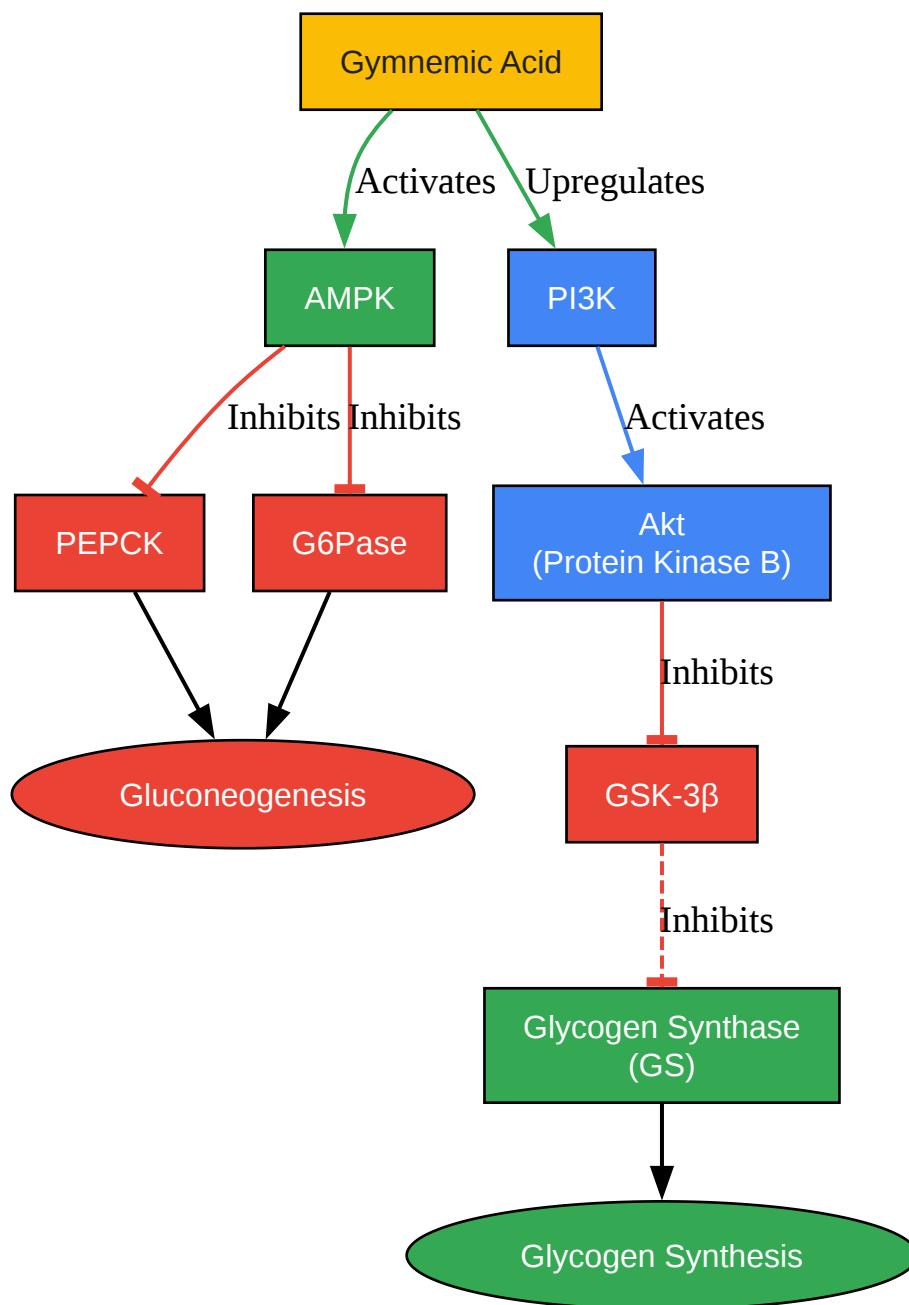 Gymnemic Acid
Activates
Upregulates
AMPK
PI3K
Inhibits
Inhibits
Activates
PEPCK
G6Pase
Akt
(Protein Kinase B)
Inhibits
Gluconeogenesis
GSK-3β
Inhibits
Glycogen Synthase
(GS)
Glycogen Synthesis